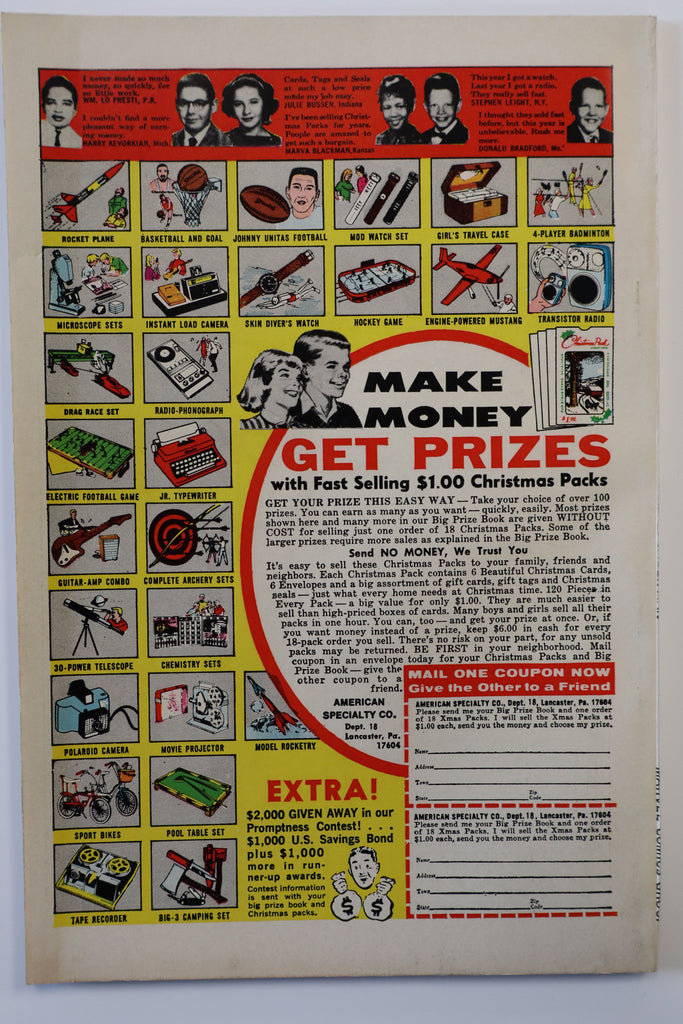 I never made so much
money, so quickly, for
so little work.
WM. LO PRESTI, P.R.
I couldn't find a more
pleasant way of earn-
ing money.
HARRY KEVORKIAN, Mich.
Cards, Tags and Seals
at such a low price
made my job easy.
JULIE BUSSEN, Indiana
I've been selling Christ-
mas Packs for years.
People are amazed to
get such a bargain.
MARVA BLACKMAN, Kansas
This year I got a watch.
Last year I got a radio.
They really sell fast.
STEPHEN LEIGHT, N.Y.
I thought they sold fast
before, but this year is
unbelievable. Rush me
more.
DONALD BRADFORD, Mo."
ROCKET PLANE
BASKETBALL AND GOAL
JOHNNY UNITAS FOOTBALL
MOD WATCH SET
GIRL'S TRAVEL CASE
4-PLAYER BADMINTON
MICROSCOPE SETS
INSTANT LOAD CAMERA
SKIN DIVER'S WATCH
HOCKEY GAME
ENGINE-POWERED MUSTANG
TRANSISTOR RADIO
DRAG RACE SET
RADIO-PHONOGRAPH
ELECTRIC FOOTBALL GAME
JR. TYPEWRITER
GUITAR-AMP COMBO
COMPLETE ARCHERY SETS
30-POWER TELESCOPE
CHEMISTRY SETS
POLAROID CAMERA
MOVIE PROJECTOR
MODEL ROCKETRY
SPORT BIKES
POOL TABLE SET
TAPE RECORDER
BIG-3 CAMPING SET
Christmas Pack
$1.00
MAKE
MONEY
GET PRIZES
with Fast Selling $1.00 Christmas Packs
GET YOUR PRIZE THIS EASY WAY — Take your choice of over 100
prizes. You can earn as many as you want — quickly, easily. Most prizes
shown here and many more in our Big Prize Book are given WITHOUT
COST for selling just one order of 18 Christmas Packs. Some of the
larger prizes require more sales as explained in the Big Prize Book.
Send NO MONEY, We Trust You
It's easy to sell these Christmas Packs to your family, friends and
neighbors. Each Christmas Pack contains 6 Beautiful Christmas Cards,
6 Envelopes and a big assortment of gift cards, gift tags and Christmas
seals — just what every home needs at Christmas time. 120 Pieces in
Every Pack — a big value for only $1.00. They are much easier to
sell than high-priced boxes of cards. Many boys and girls sell all their
packs in one hour. You can, too — and get your prize at once. Or, if
you want money instead of a prize, keep $6.00 in cash for every
18-pack order you sell. There's no risk on your part, for any unsold
packs may be returned. BE FIRST in your neighborhood. Mail
coupon in an envelope today for your Christmas Packs and Big
Prize Book — give the
other coupon to a
friend.
AMERICAN
SPECIALTY CO.
Dept. 18
Lancaster, Pa.
17604
EXTRA!
$2,000 GIVEN AWAY in our
Promptness Contest! . . .
$1,000 U.S. Savings Bond
plus $1,000
more in run-
ner-up awards.
Contest information
is sent with your
big prize book and
Christmas packs.
$ $
MAIL ONE COUPON NOW
Give the Other to a Friend
AMERICAN SPECIALTY CO., Dept. 18, Lancaster, Pa. 17604
Please send me your Big Prize Book and one order
of 18 Xmas Packs. I will sell the Xmas Packs at
$1.00 each, send you the money and choose my prize.
Name
Address
Town
State Zip Code
AMERICAN SPECIALTY CO., Dept. 18, Lancaster, Pa. 17604
Please send me your Big Prize Book and one order
of 18 Xmas Packs. I will sell the Xmas Packs at
$1.00 each, send you the money and choose my prize.
Name
Address
Town
State Zip Code